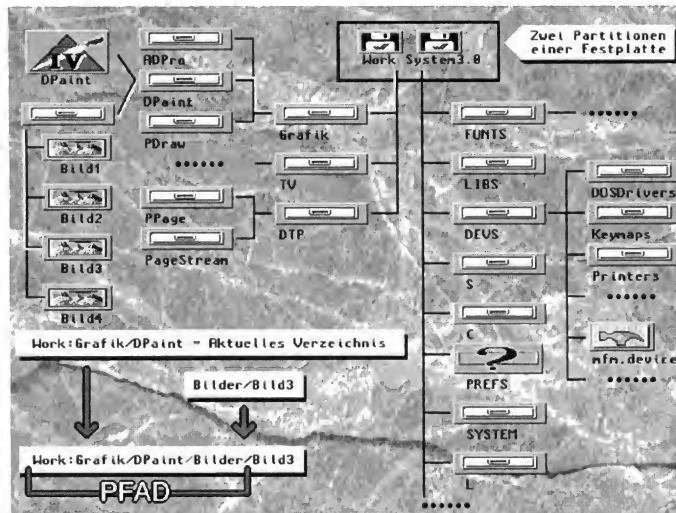 Zwei Partitionen
einer Festplatte
Work System3.0
IV
DPaint
ADPro
DPaint
PDraw
......
Bild1
Bild2
Bild3
Bild4
PPage
PageStream
Grafik
TV
DTP
FONTS
......
LIBS
DEVS
S
C
PREFS
SYSTEM
L
......
DOSDrivers
Keymaps
Printers
......
mfm.device
......
Work:Grafik/DPaint = Aktuelles Verzeichnis
Bilder/Bild3
Work:Grafik/DPaint/Bilder/Bild3
PFAD